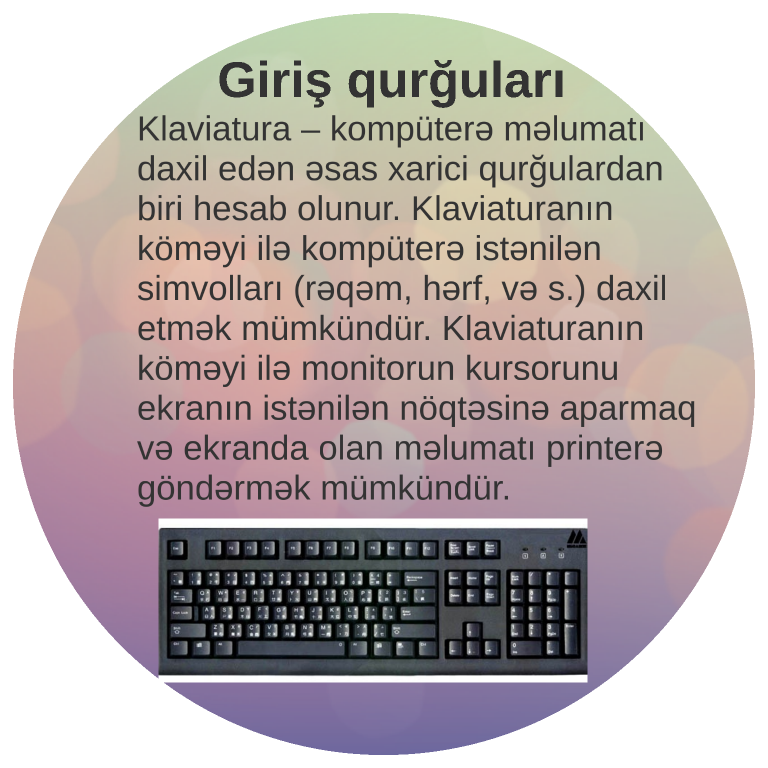 Giriş qurğuları
Klaviatura – kompüterə məlumatı
daxil edən əsas xarici qurğulardan
biri hesab olunur. Klaviaturanın
köməyi ilə kompüterə istənilən
simvolları (rəqəm, hərf, və s.) daxil
etmək mümkündür. Klaviaturanın
köməyi ilə monitorun kursorunu
ekranın istənilən nöqtəsinə aparmaq
və ekranda olan məlumatı printerə
göndərmək mümkündür.